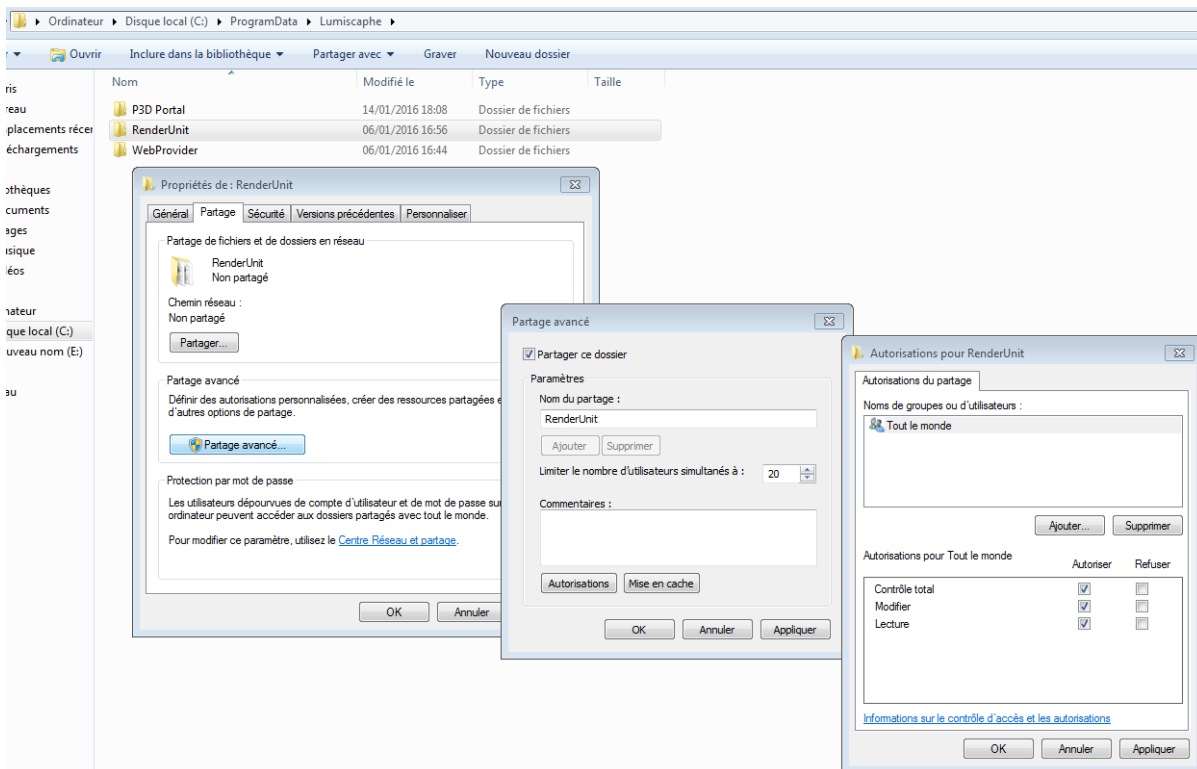 Ordinateur Disque local (C:) ProgramData Lumiscaphe
Ouvrir Inclure dans la bibliothèque Partager avec Graver Nouveau dossier
Nom Modifié le Type Taille
P3D Portal 14/01/2016 18:08 Dossier de fichiers
RenderUnit 06/01/2016 16:56 Dossier de fichiers
WebProvider 06/01/2016 16:44 Dossier de fichiers
ris
reau
placements récer
échargements
othèques
cuments
ages
usique
léos
nateur
que local (C:)
uveau nom (E:)
au
Propriétés de : RenderUnit
Général Partage Sécurité Versions précédentes Personnaliser
Partage de fichiers et de dossiers en réseau
RenderUnit
Non partagé
Chemin réseau :
Non partagé
Partager...
Partage avancé
Définir des autorisations personnalisées, créer des ressources partagées e
d'autres options de partage.
Partage avancé...
Protection par mot de passe
Les utilisateurs dépourvues de compte d'utilisateur et de mot de passe sur
ordinateur peuvent accéder aux dossiers partagés avec tout le monde.
Pour modifier ce paramètre, utilisez le Centre Réseau et partage.
OK Annuler
Partage avancé
Partager ce dossier
Paramètres
Nom du partage :
RenderUnit
Ajouter Supprimer
Limiter le nombre d'utilisateurs simultanés à : 20
Commentaires :
Autorisations Mise en cache
OK Annuler Appliquer
Autorisations pour RenderUnit
Autorisations du partage
Noms de groupes ou d'utilisateurs :
Tout le monde
Ajouter... Supprimer
Autorisations pour Tout le monde Autoriser Refuser
Contrôle total
Modifier
Lecture
Informations sur le contrôle d'accès et les autorisations
OK Annuler Appliquer